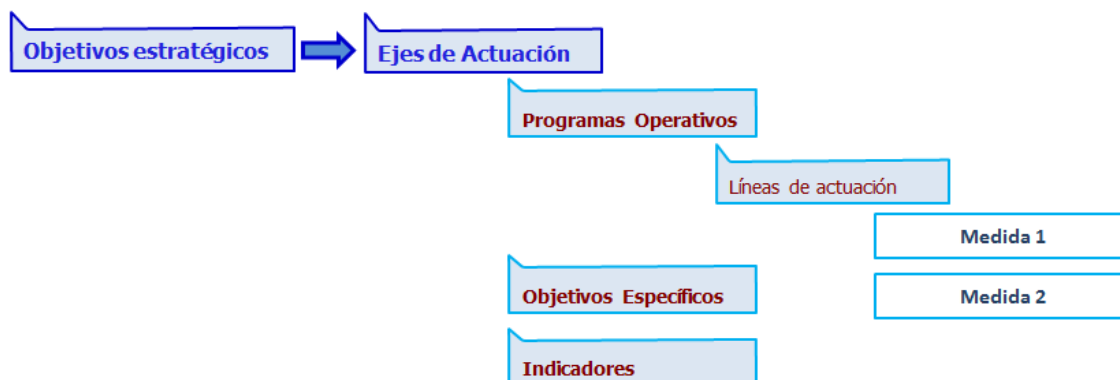 Objetivos estratégicos
Ejes de Actuación
Programas Operativos
Líneas de actuación
Medida 1
Objetivos Específicos
Medida 2
Indicadores